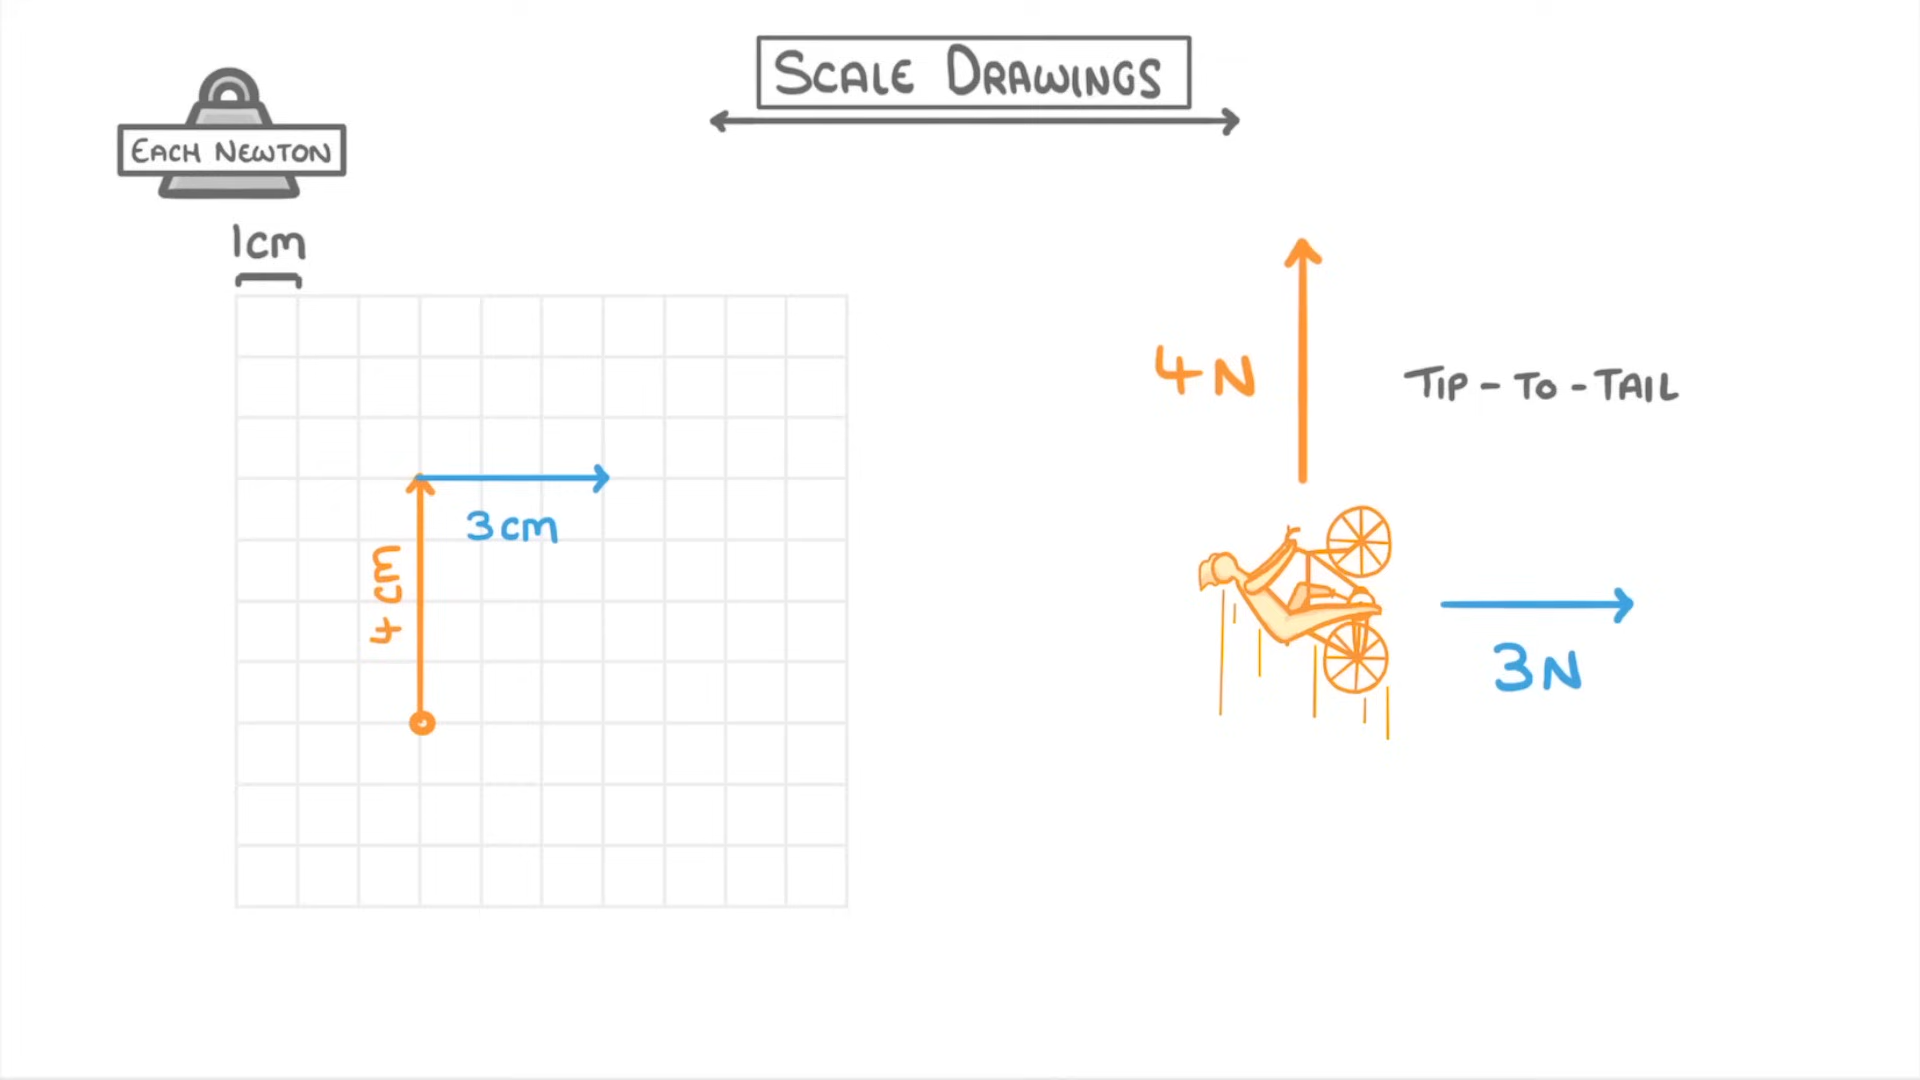 SCALE DRAWINGS
EACH NEWTON
1cm
4N
TIP-TO-TAIL
3cm
4cm
3N